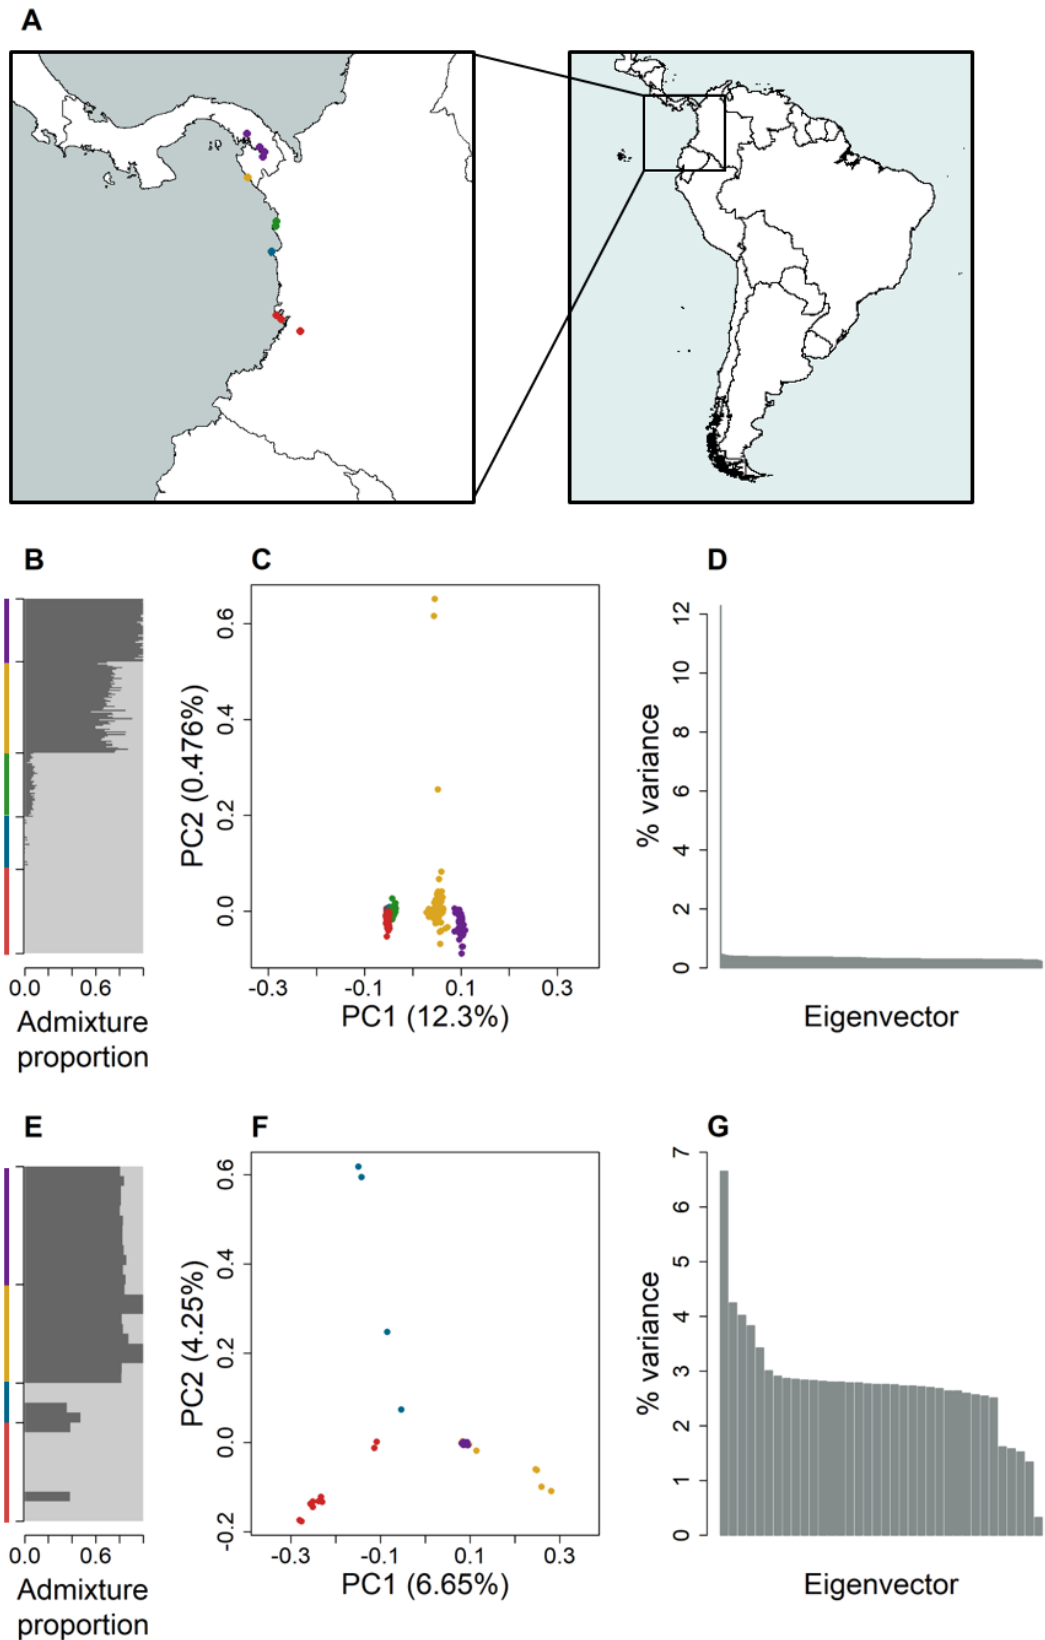 A
B
C
D
0.0 0.6
Admixture
proportion
PC2 (0.476%)
0.6
0.4
0.2
0.0
-0.3 -0.1 0.1 0.3
PC1 (12.3%)
% variance
12
10
8
6
4
2
0
Eigenvector
E
F
G
0.0 0.6
Admixture
proportion
PC2 (4.25%)
0.6
0.4
0.2
0.0
-0.2
-0.3 -0.1 0.1 0.3
PC1 (6.65%)
% variance
7
6
5
4
3
2
1
0
Eigenvector